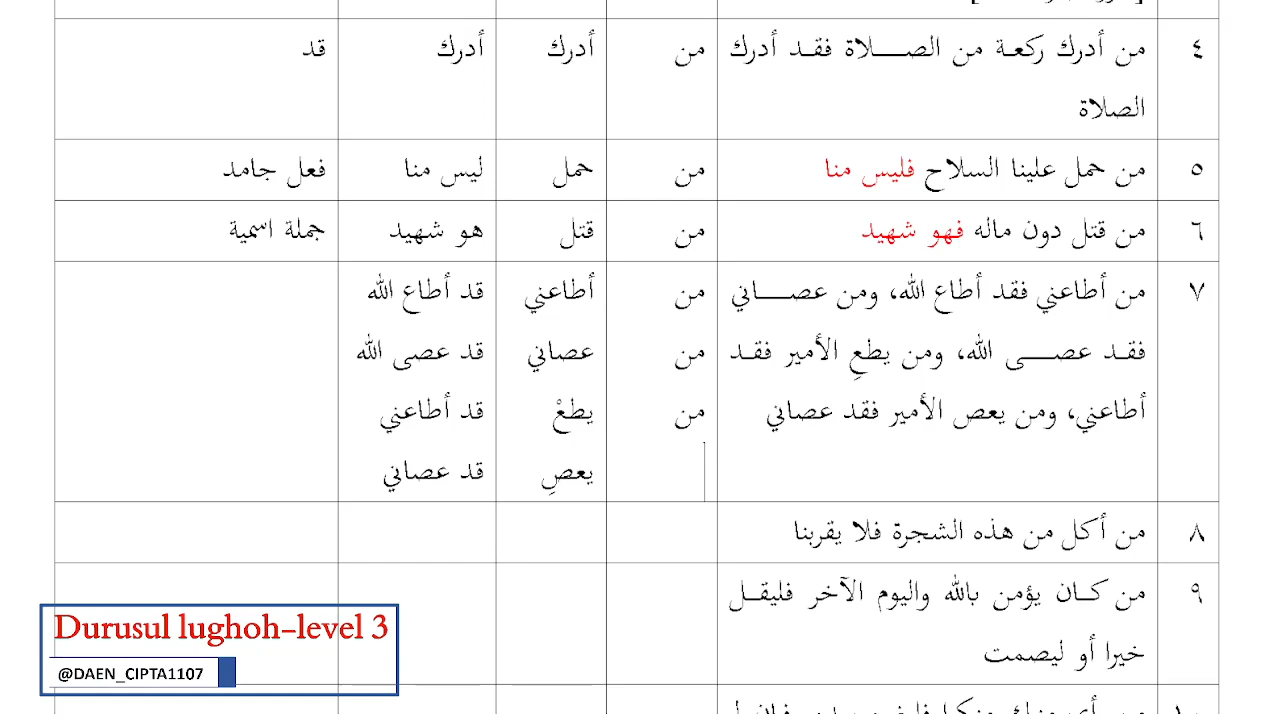 ٤ من أدرك ركعة من الصلاة فقد أدرك من أدرك أدرك قد
الصلاة
٥ من حمل علينا السلاح فليس منا من حمل ليس منا فعل جامد
٦ من قتل دون ماله فهو شهيد من قتل هو شهيد جملة اسمية
٧ من أطاعني فقد أطاع الله، ومن عصاني من أطاعني قد أطاع الله
فقد عصى الله، ومن يطعِ الأمير فقد من عصاني قد عصى الله
أطاعني، ومن يعص الأمير فقد عصاني من يطعْ قد أطاعني
يعصِ قد عصاني
٨ من أكل من هذه الشجرة فلا يقربنا
٩ من كان يؤمن بالله واليوم الآخر فليقل
خيرا أو ليصمت
Durusul lughoh-level 3
@DAEN_CIPTA1107